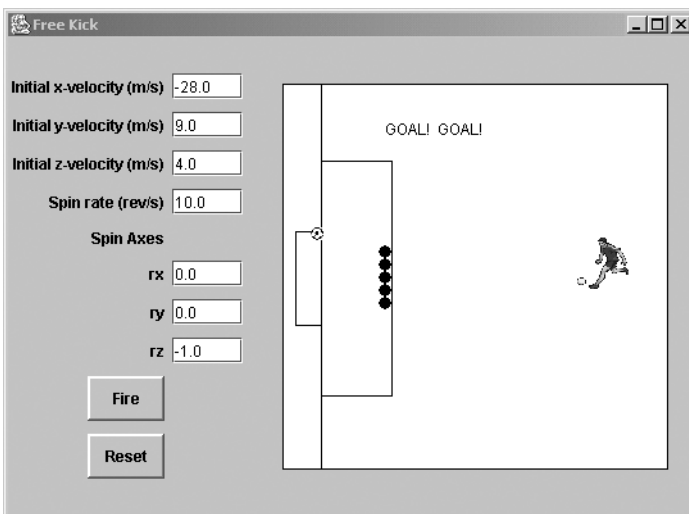 Free Kick
Initial x-velocity (m/s) -28.0
Initial y-velocity (m/s) 9.0
Initial z-velocity (m/s) 4.0
Spin rate (rev/s) 10.0
Spin Axes
rx 0.0
ry 0.0
rz -1.0
Fire
Reset
GOAL! GOAL!